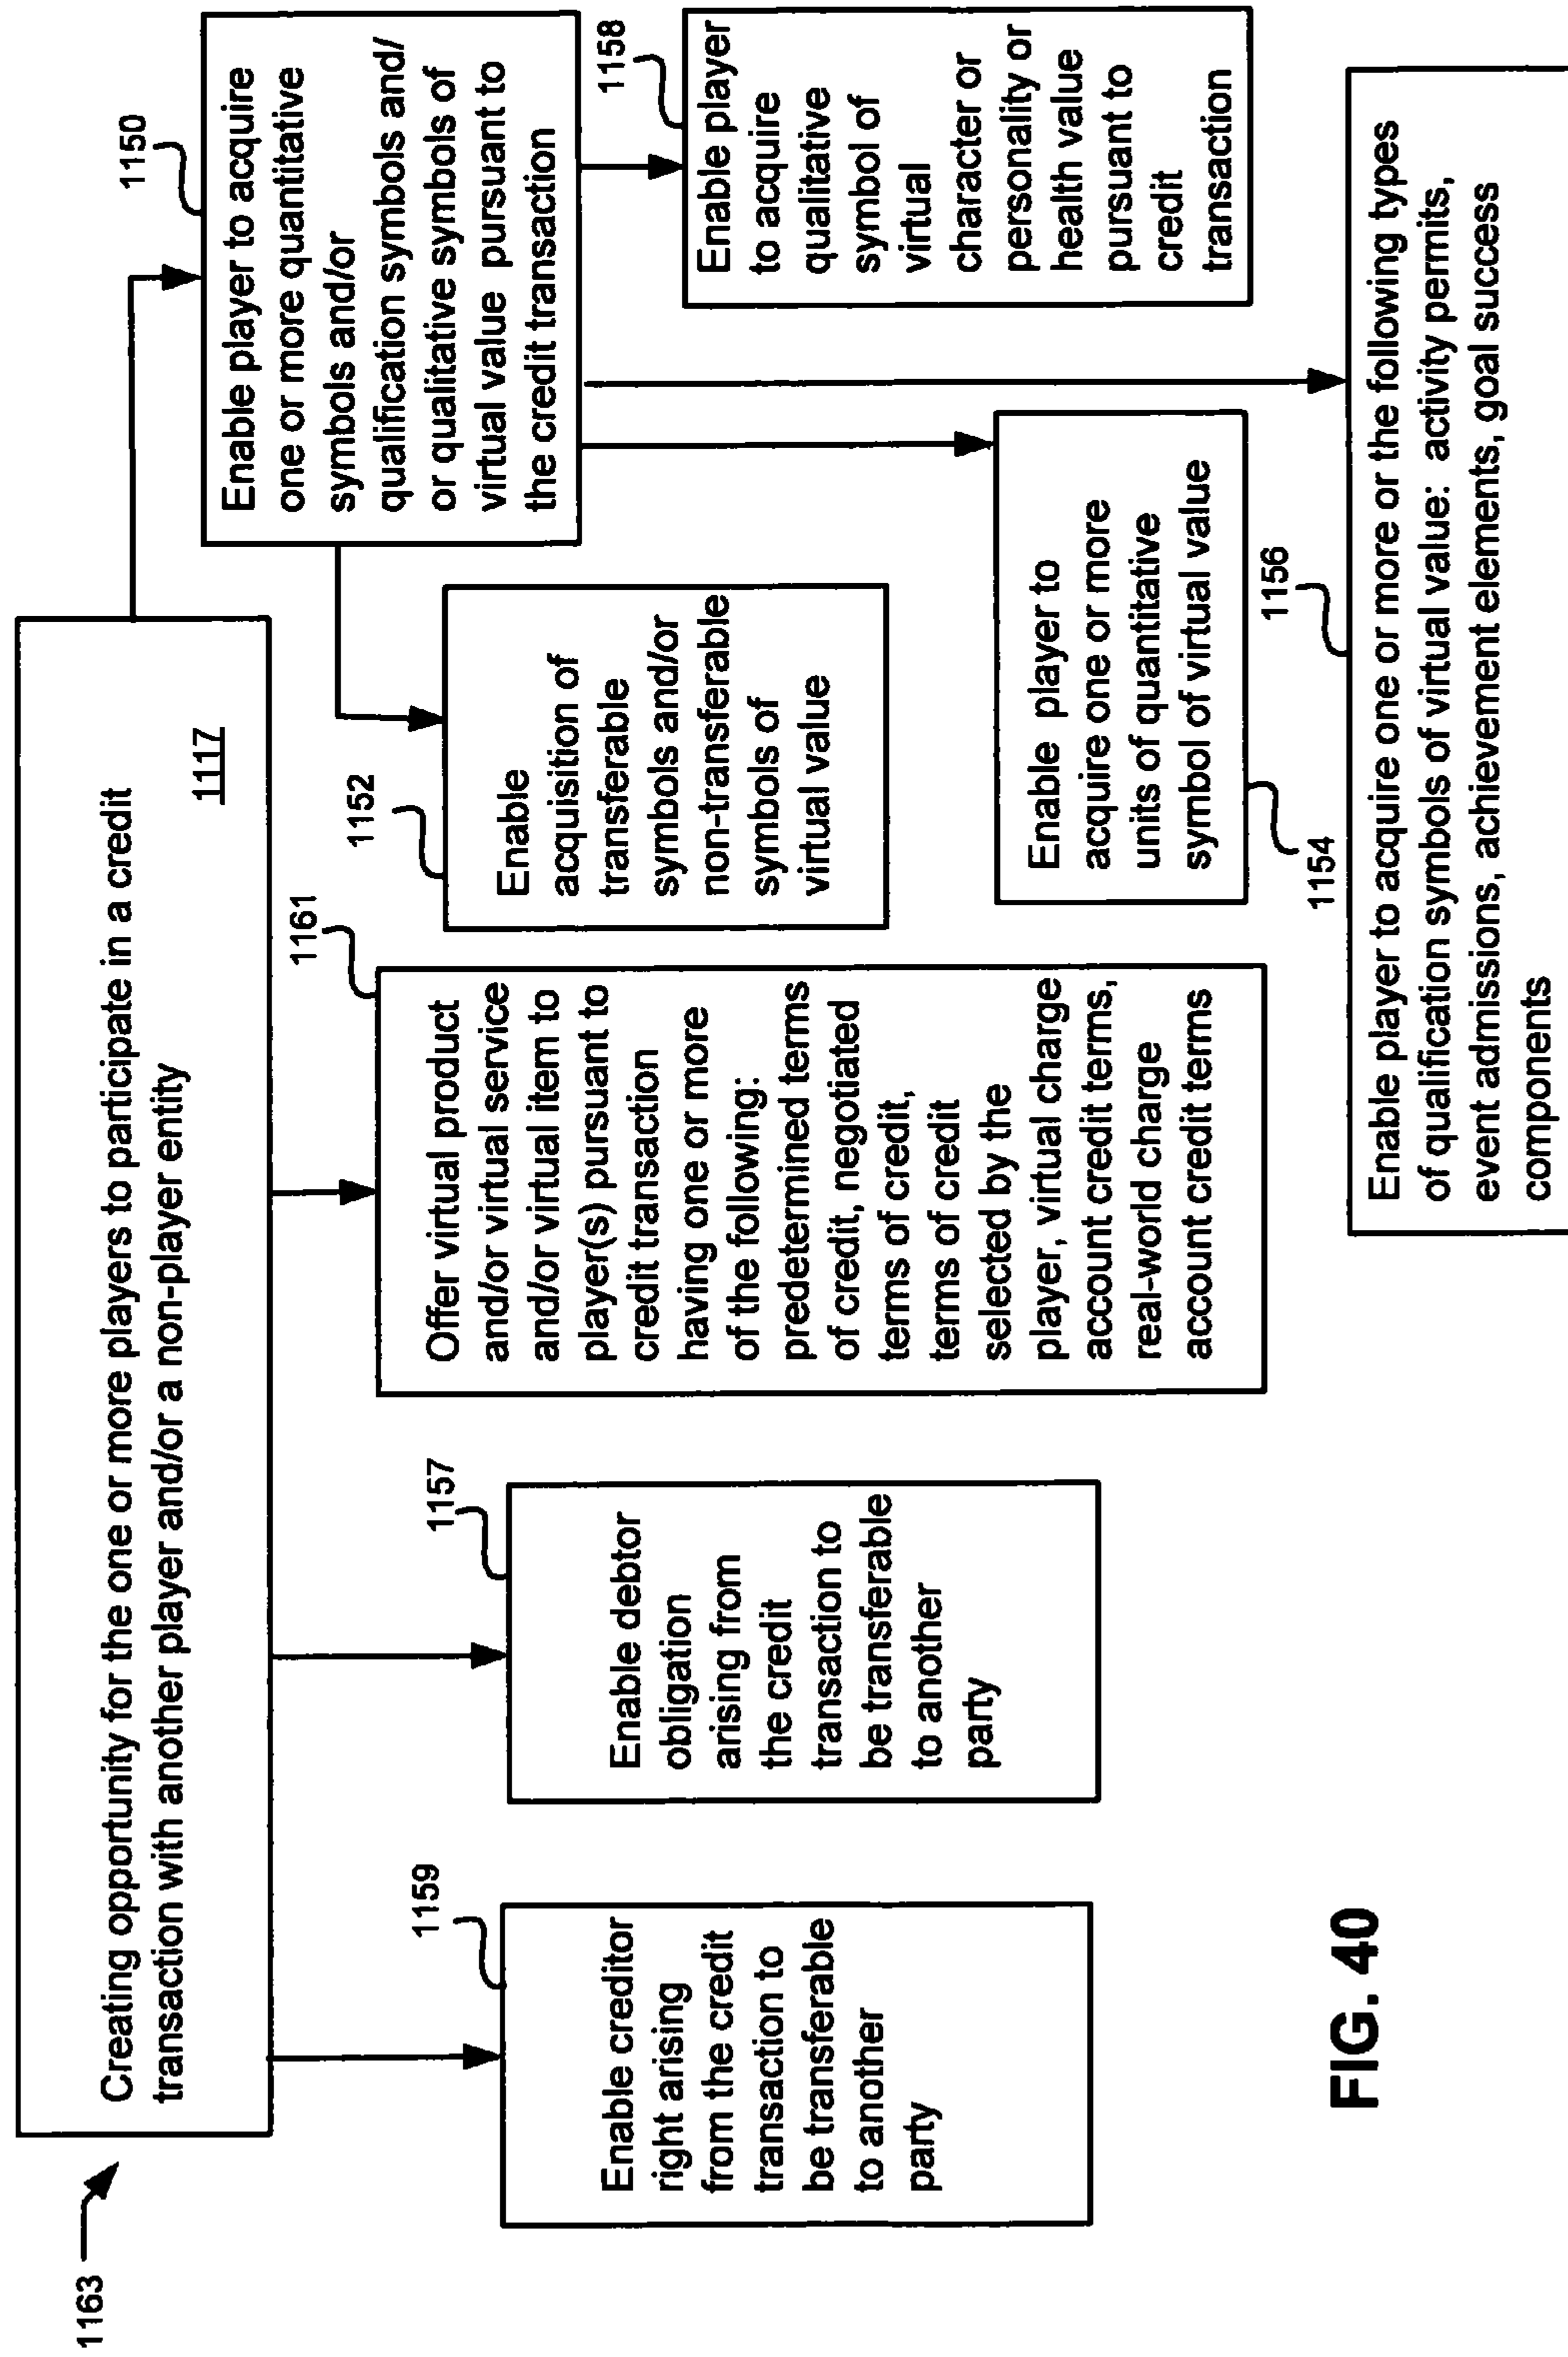 1163
Creating opportunity for the one or more players to participate in a credit
transaction with another player and/or a non-player entity
1117
1159
Enable creditor
right arising
from the credit
transaction to
be transferable
to another
party
1157
Enable debtor
obligation
arising from
the credit
transaction to
be transferable
to another
party
1161
Offer virtual product
and/or virtual service
and/or virtual item to
player(s) pursuant to
credit transaction
having one or more
of the following:
predetermined terms
of credit, negotiated
terms of credit,
terms of credit
selected by the
player, virtual charge
account credit terms,
real-world charge
account credit terms
1150
Enable player to acquire
one or more quantitative
symbols and/or
qualification symbols and/
or qualitative symbols of
virtual value pursuant to
the credit transaction
1152
Enable
acquisition of
transferable
symbols and/or
non-transferable
symbols of
virtual value
1158
Enable player
to acquire
qualitative
symbol of
virtual
character or
personality or
health value
pursuant to
credit
transaction
Enable player to
acquire one or more
units of quantitative
symbol of virtual value
1154
1156
Enable player to acquire one or more or the following types
of qualification symbols of virtual value: activity permits,
event admissions, achievement elements, goal success
components
FIG. 40